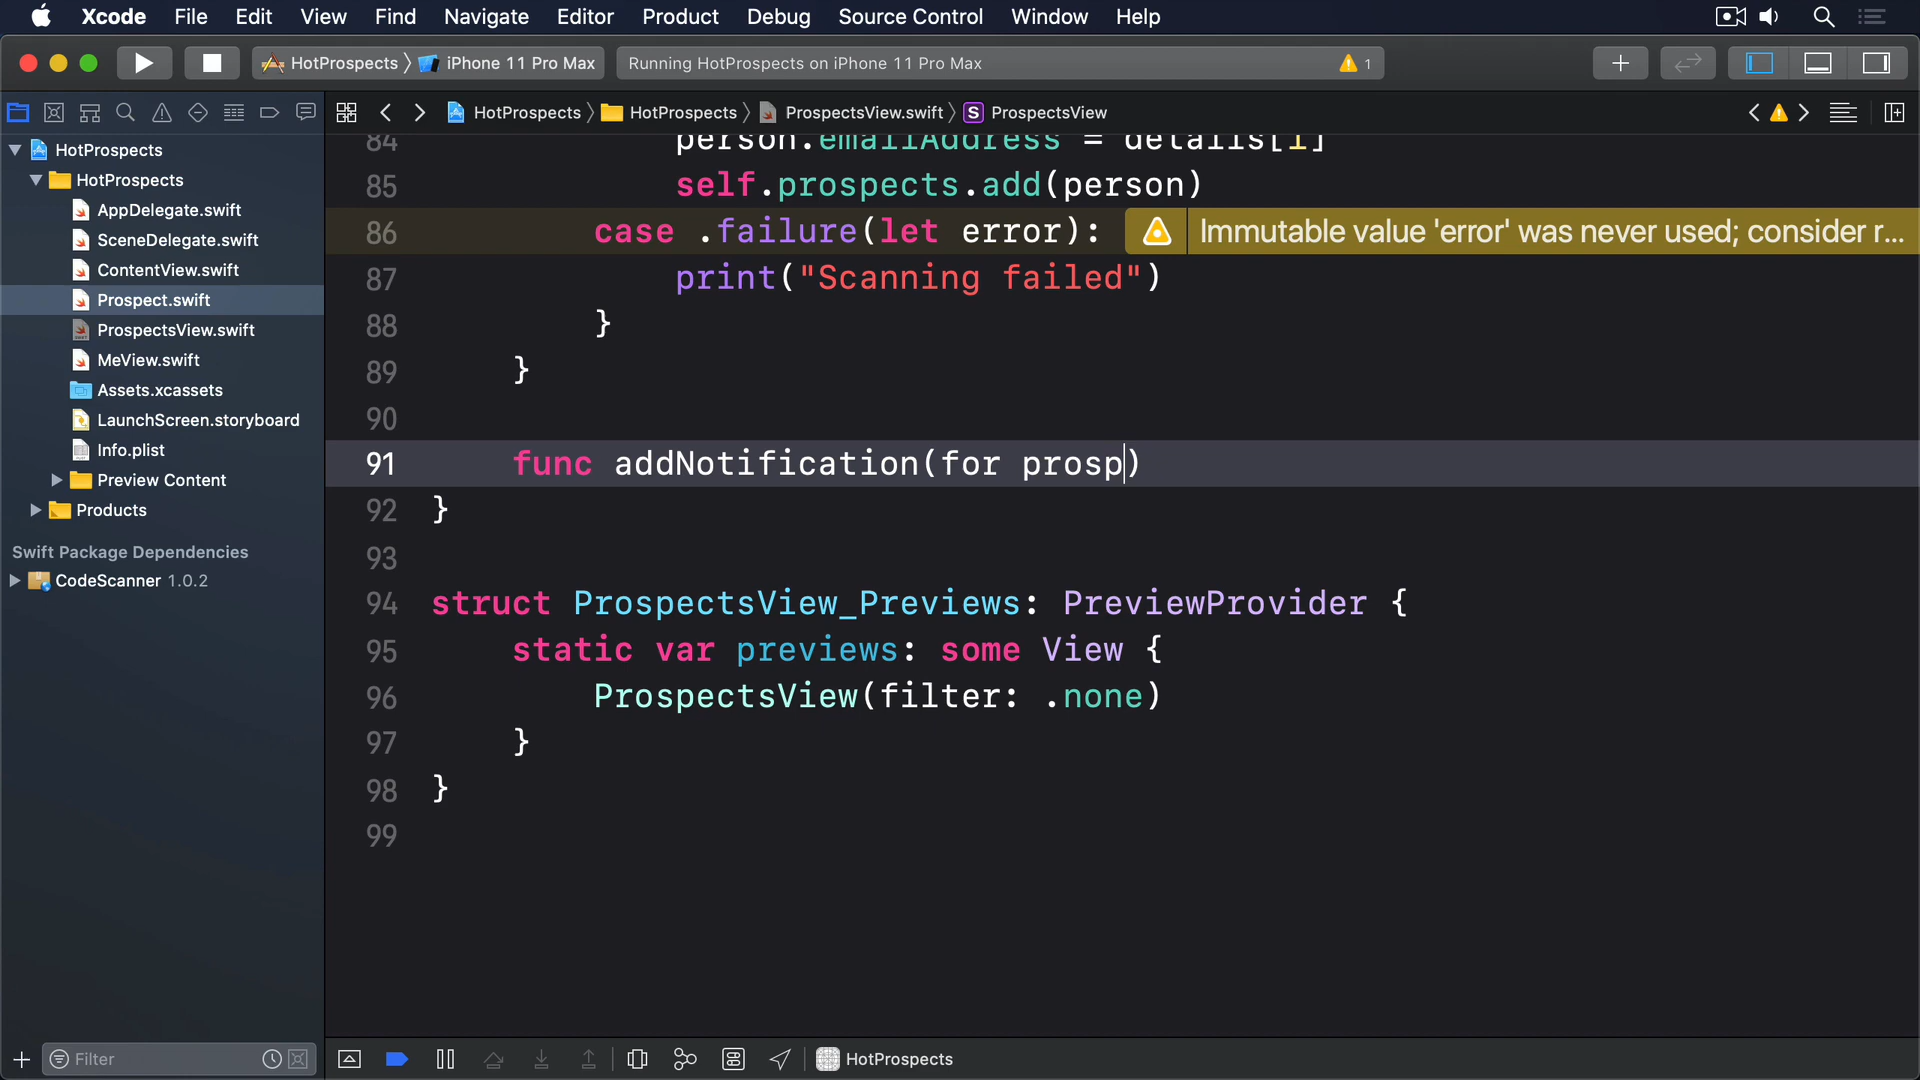 Xcode File Edit View Find Navigate Editor Product Debug Source Control Window Help
HotProspects iPhone 11 Pro Max Running HotProspects on iPhone 11 Pro Max 1
HotProspects HotProspects ProspectsView.swift S ProspectsView
HotProspects
HotProspects
AppDelegate.swift
SceneDelegate.swift
ContentView.swift
Prospect.swift
ProspectsView.swift
MeView.swift
Assets.xcassets
LaunchScreen.storyboard
Info.plist
Preview Content
Products
Swift Package Dependencies
CodeScanner 1.0.2
Filter
84 person.emailAddress = details[1]
85 self.prospects.add(person)
86 case .failure(let error): Immutable value 'error' was never used; consider r...
87 print("Scanning failed")
88 }
89 }
90
91 func addNotification(for prosp)
92 }
93
94 struct ProspectsView_Previews: PreviewProvider {
95 static var previews: some View {
96 ProspectsView(filter: .none)
97 }
98 }
99
HotProspects